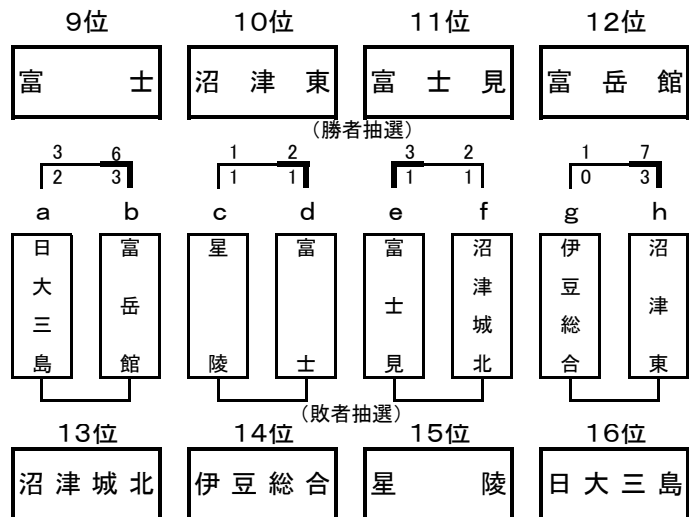 9位 10位 11位 12位
富士 沼津東 富士見 富岳館
(勝者抽選)
3 6 1 2 3 2 1 7
2 3 1 1 1 1 0 3
a b c d e f g h
日大三島 富岳館 星陵 富士 富士見 沼津城北 伊豆総合 沼津東
(敗者抽選)
13位 14位 15位 16位
沼津城北 伊豆総合 星陵 日大三島